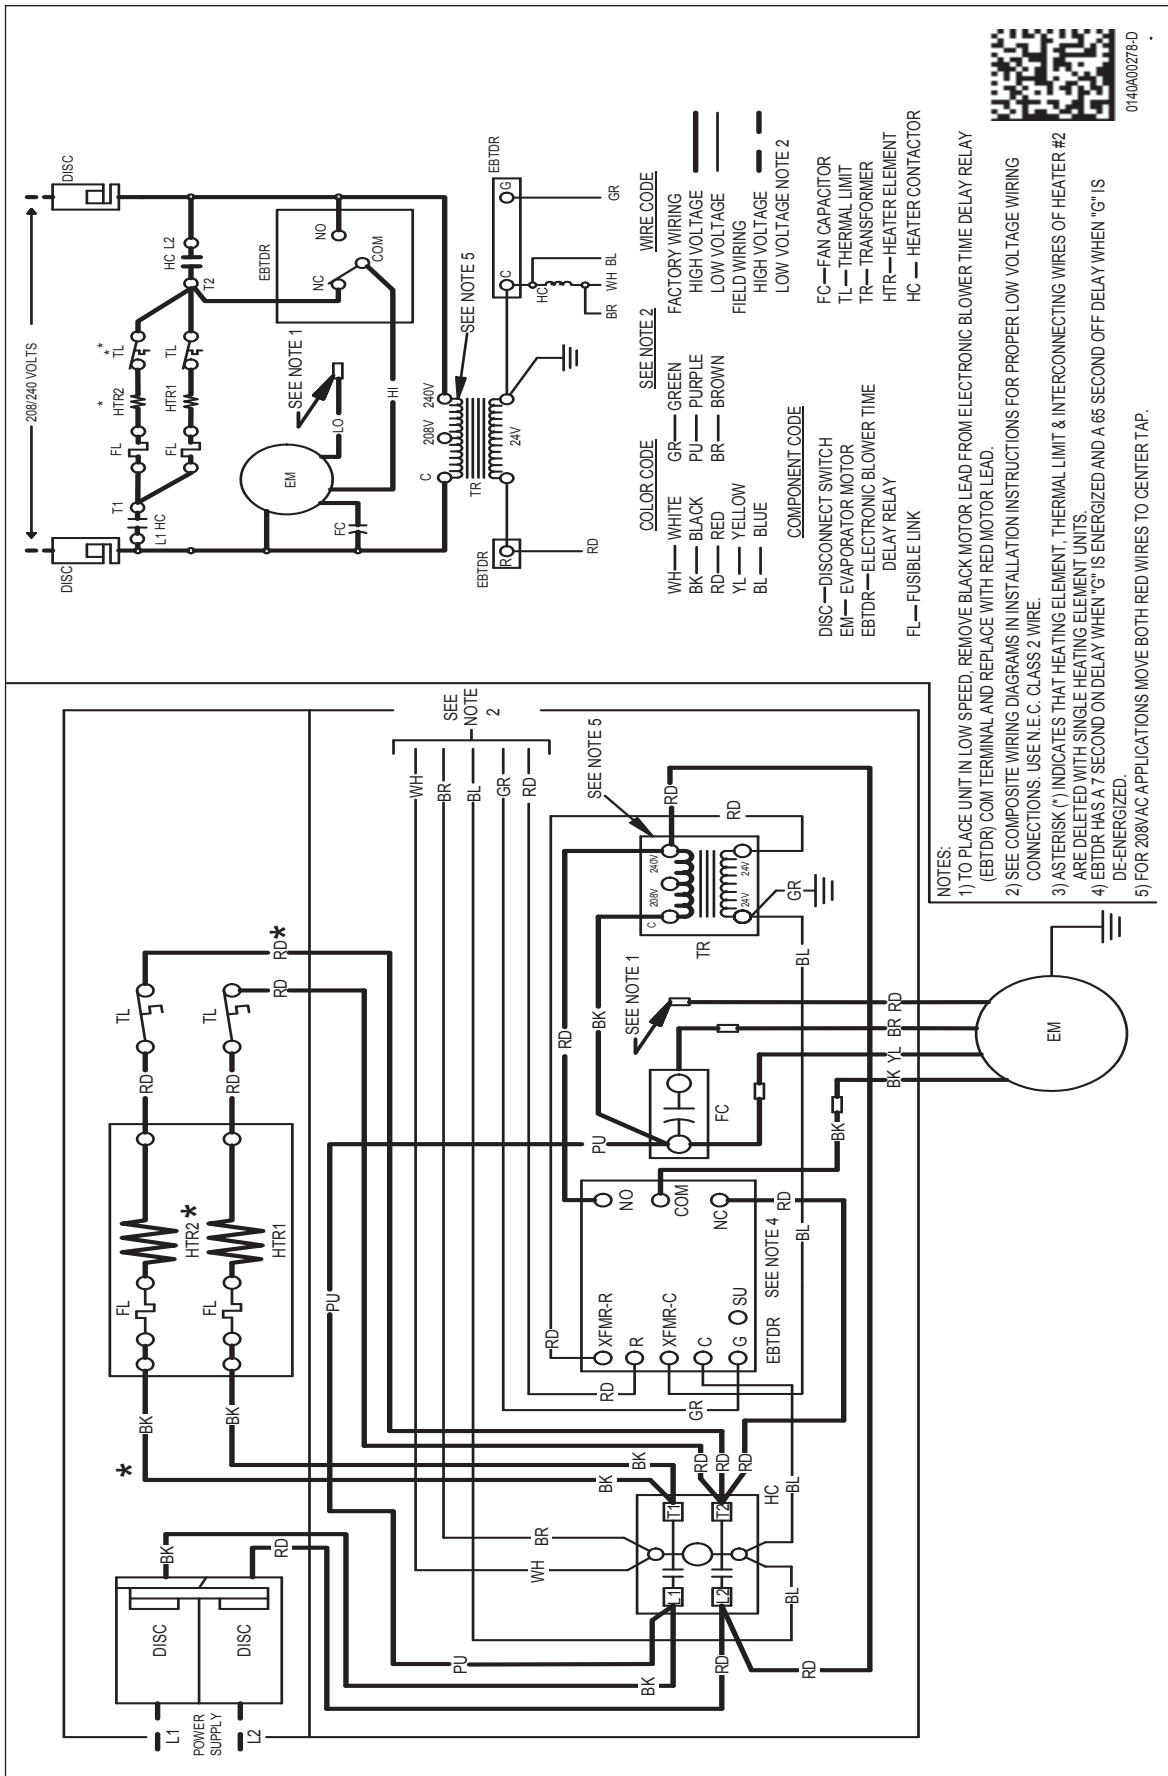 DISC
DISC
L1
POWER
SUPPLY
L2
BK
RD
*
BK
BK
FL
FL
HTR2 *
HTR1
RD
RD
TL
TL
RD *
RD
PU
PU
BK
PU
BK
BK
RD
RD
RD
RD
RD
WH
BR
L1
T1
L2
T2
HC
BL
BL
SEE
NOTE
2
WH
BR
BL
GR
RD
RD
RD
GR
XFMR-R
R
XFMR-C
C
G
SU
NO
COM
NC
EBTDR
SEE NOTE 4
RD
BL
RD
BK
PU
FC
SEE NOTE 1
BK
BK YL
BR RD
EM
BL
TR
C
208V
240V
24V
24V
GR
RD
RD
SEE NOTE 5
208/240 VOLTS
DISC
DISC
L1 HC
T1
FL
FL
*
HTR2
HTR1
*
TL
TL
HC L2
T2
EBTDR
NC
NO
COM
SEE NOTE 1
EM
LO
HI
FC
C
208V
240V
TR
24V
SEE NOTE 5
EBTDR
R
RD
EBTDR
C
G
HC
BR
WH
BL
GR
COLOR CODE
WH WHITE
BK BLACK
RD RED
YL YELLOW
BL BLUE
SEE NOTE 2
GR GREEN
PU PURPLE
BR BROWN
WIRE CODE
FACTORY WIRING
HIGH VOLTAGE
LOW VOLTAGE
FIELD WIRING
HIGH VOLTAGE
LOW VOLTAGE NOTE 2
COMPONENT CODE
DISC DISCONNECT SWITCH
EM EVAPORATOR MOTOR
EBTDR ELECTRONIC BLOWER TIME
DELAY RELAY
FL FUSIBLE LINK
FC FAN CAPACITOR
TL THERMAL LIMIT
TR TRANSFORMER
HTR HEATER ELEMENT
HC HEATER CONTACTOR
NOTES:
1) TO PLACE UNIT IN LOW SPEED, REMOVE BLACK MOTOR LEAD FROM ELECTRONIC BLOWER TIME DELAY RELAY
(EBTDR) COM TERMINAL AND REPLACE WITH RED MOTOR LEAD.
2) SEE COMPOSITE WIRING DIAGRAMS IN INSTALLATION INSTRUCTIONS FOR PROPER LOW VOLTAGE WIRING
CONNECTIONS. USE N.E.C. CLASS 2 WIRE.
3) ASTERISK (*) INDICATES THAT HEATING ELEMENT, THERMAL LIMIT & INTERCONNECTING WIRES OF HEATER #2
ARE DELETED WITH SINGLE HEATING ELEMENT UNITS.
4) EBTDR HAS A 7 SECOND ON DELAY WHEN "G" IS ENERGIZED AND A 65 SECOND OFF DELAY WHEN "G" IS
DE-ENERGIZED.
5) FOR 208VAC APPLICATIONS MOVE BOTH RED WIRES TO CENTER TAP.
0140A00278-D